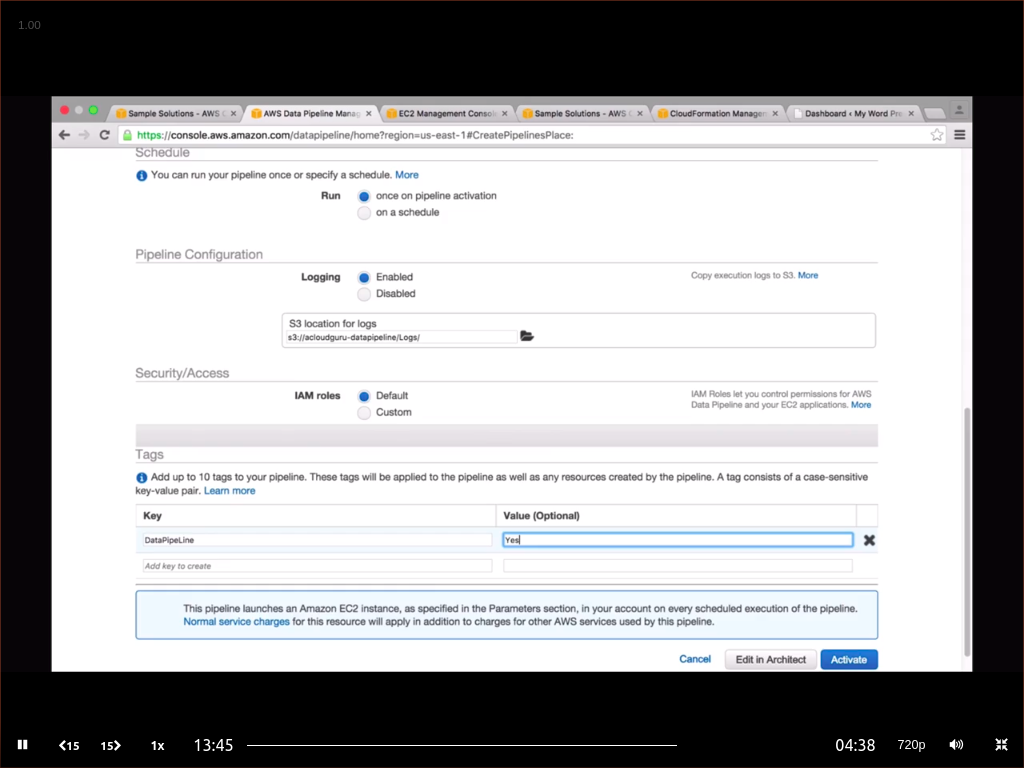 1.00
Sample Solutions - AWS
AWS Data Pipeline Manag
EC2 Management Consol
Sample Solutions - AWS
CloudFormation Managem
Dashboard ‹ My Word Pr
https://console.aws.amazon.com/datapipeline/home?region=us-east-1#CreatePipelinesPlace:
Schedule
You can run your pipeline once or specify a schedule. More
Run once on pipeline activation
on a schedule
Pipeline Configuration
Logging Enabled Copy execution logs to S3. More
Disabled
S3 location for logs
s3://acloudguru-datapipeline/Logs/
Security/Access
IAM roles Default IAM Roles let you control permissions for AWS
Data Pipeline and your EC2 applications. More
Custom
Tags
Add up to 10 tags to your pipeline. These tags will be applied to the pipeline as well as any resources created by the pipeline. A tag consists of a case-sensitive
key-value pair. Learn more
Key Value (Optional)
DataPipeLine Yes
Add key to create
This pipeline launches an Amazon EC2 instance, as specified in the Parameters section, in your account on every scheduled execution of the pipeline.
Normal service charges for this resource will apply in addition to charges for other AWS services used by this pipeline.
Cancel Edit in Architect Activate
15 15 1x 13:45 04:38 720p